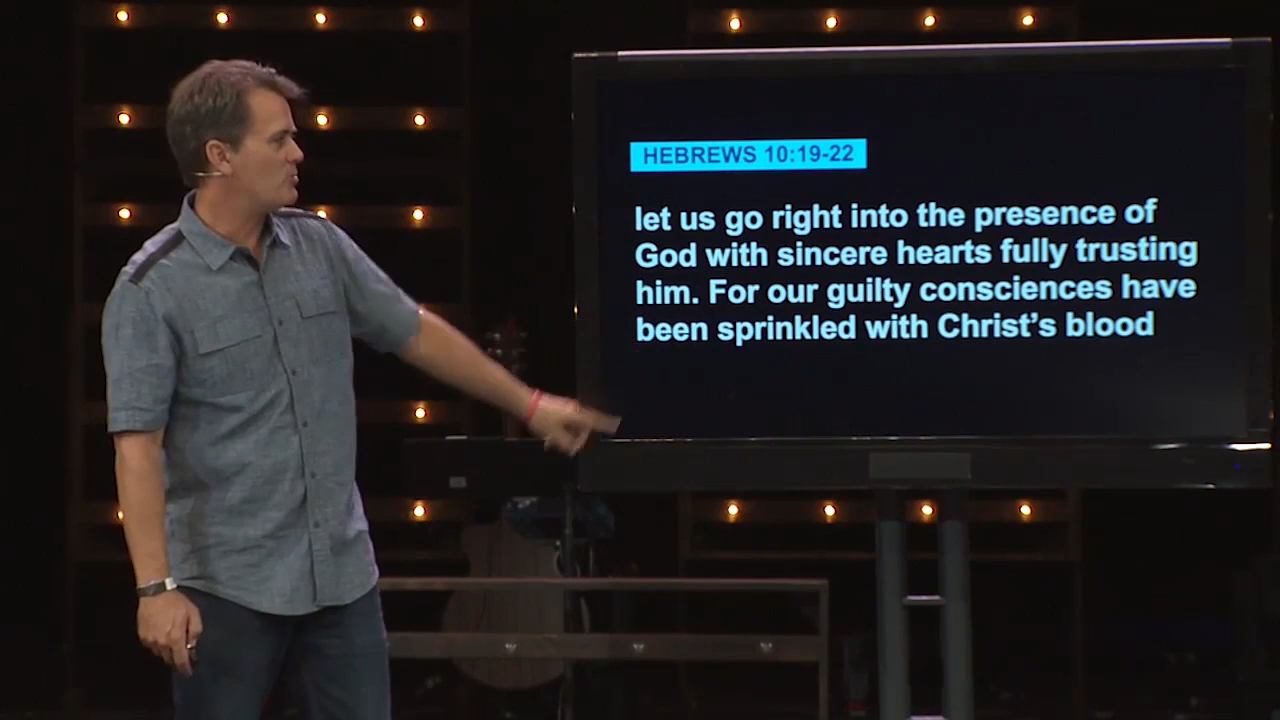 HEBREWS 10:19-22
let us go right into the presence of
God with sincere hearts fully trusting
him. For our guilty consciences have
been sprinkled with Christ's blood